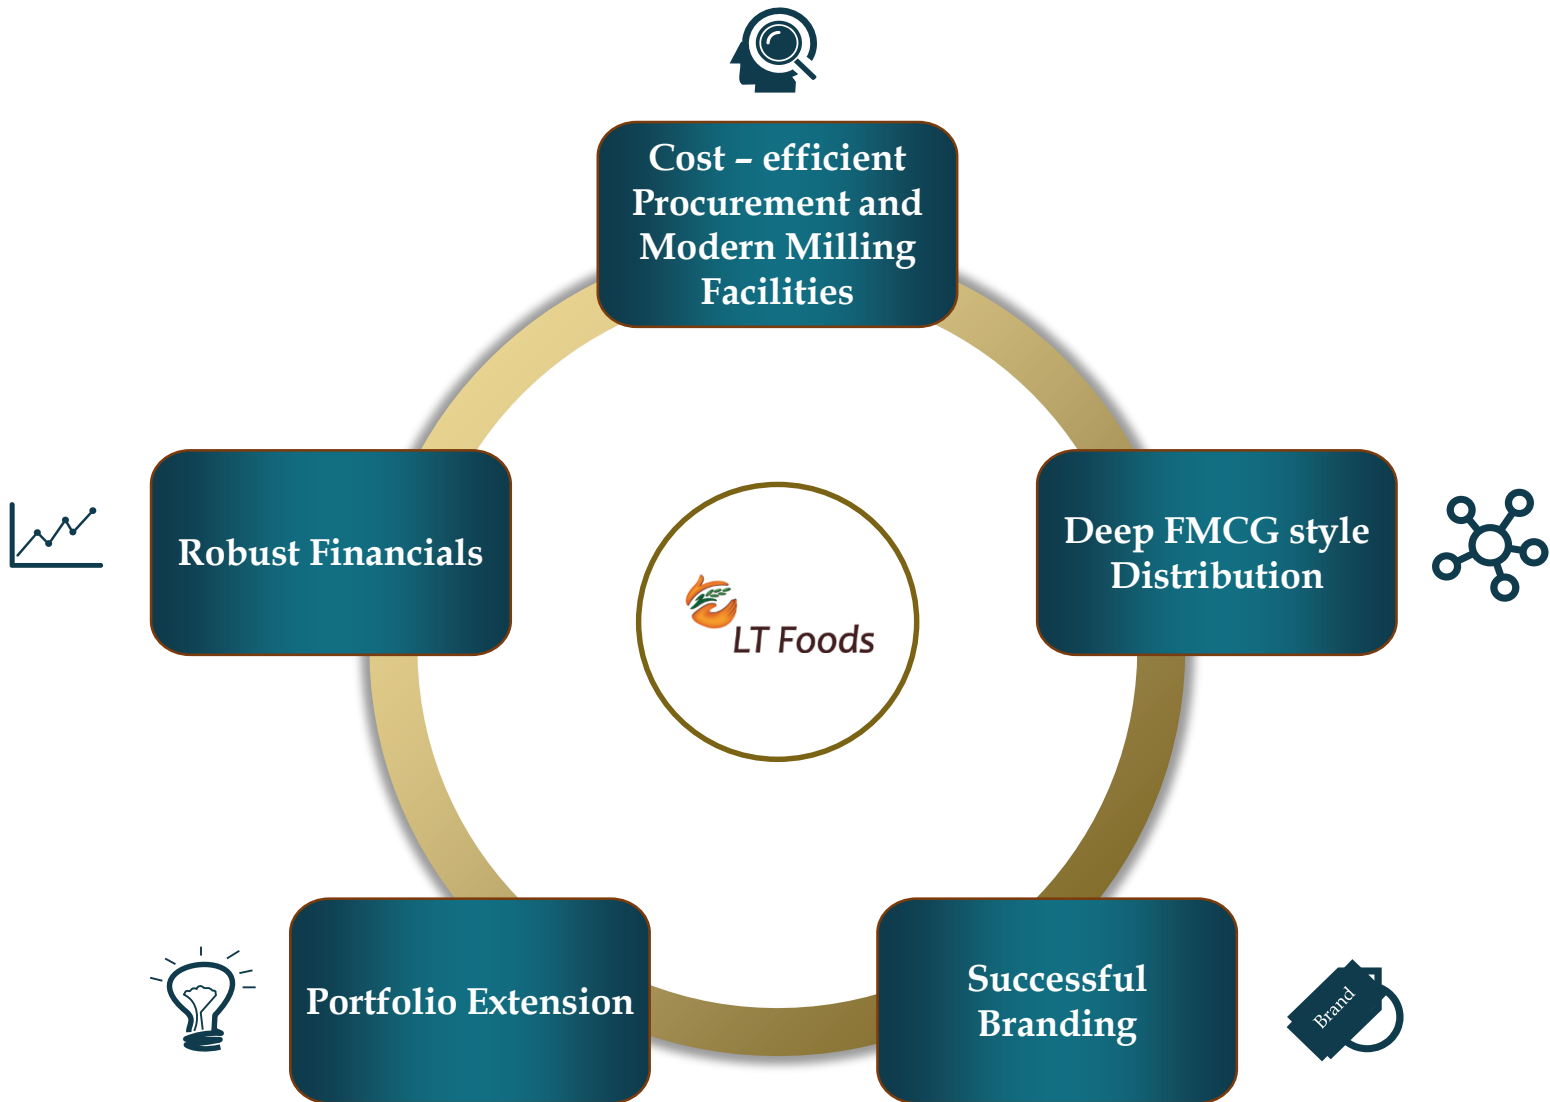 Cost – efficient
Procurement and
Modern Milling
Facilities
Robust Financials
Deep FMCG style
Distribution
LT Foods
Portfolio Extension
Successful
Branding
Brand